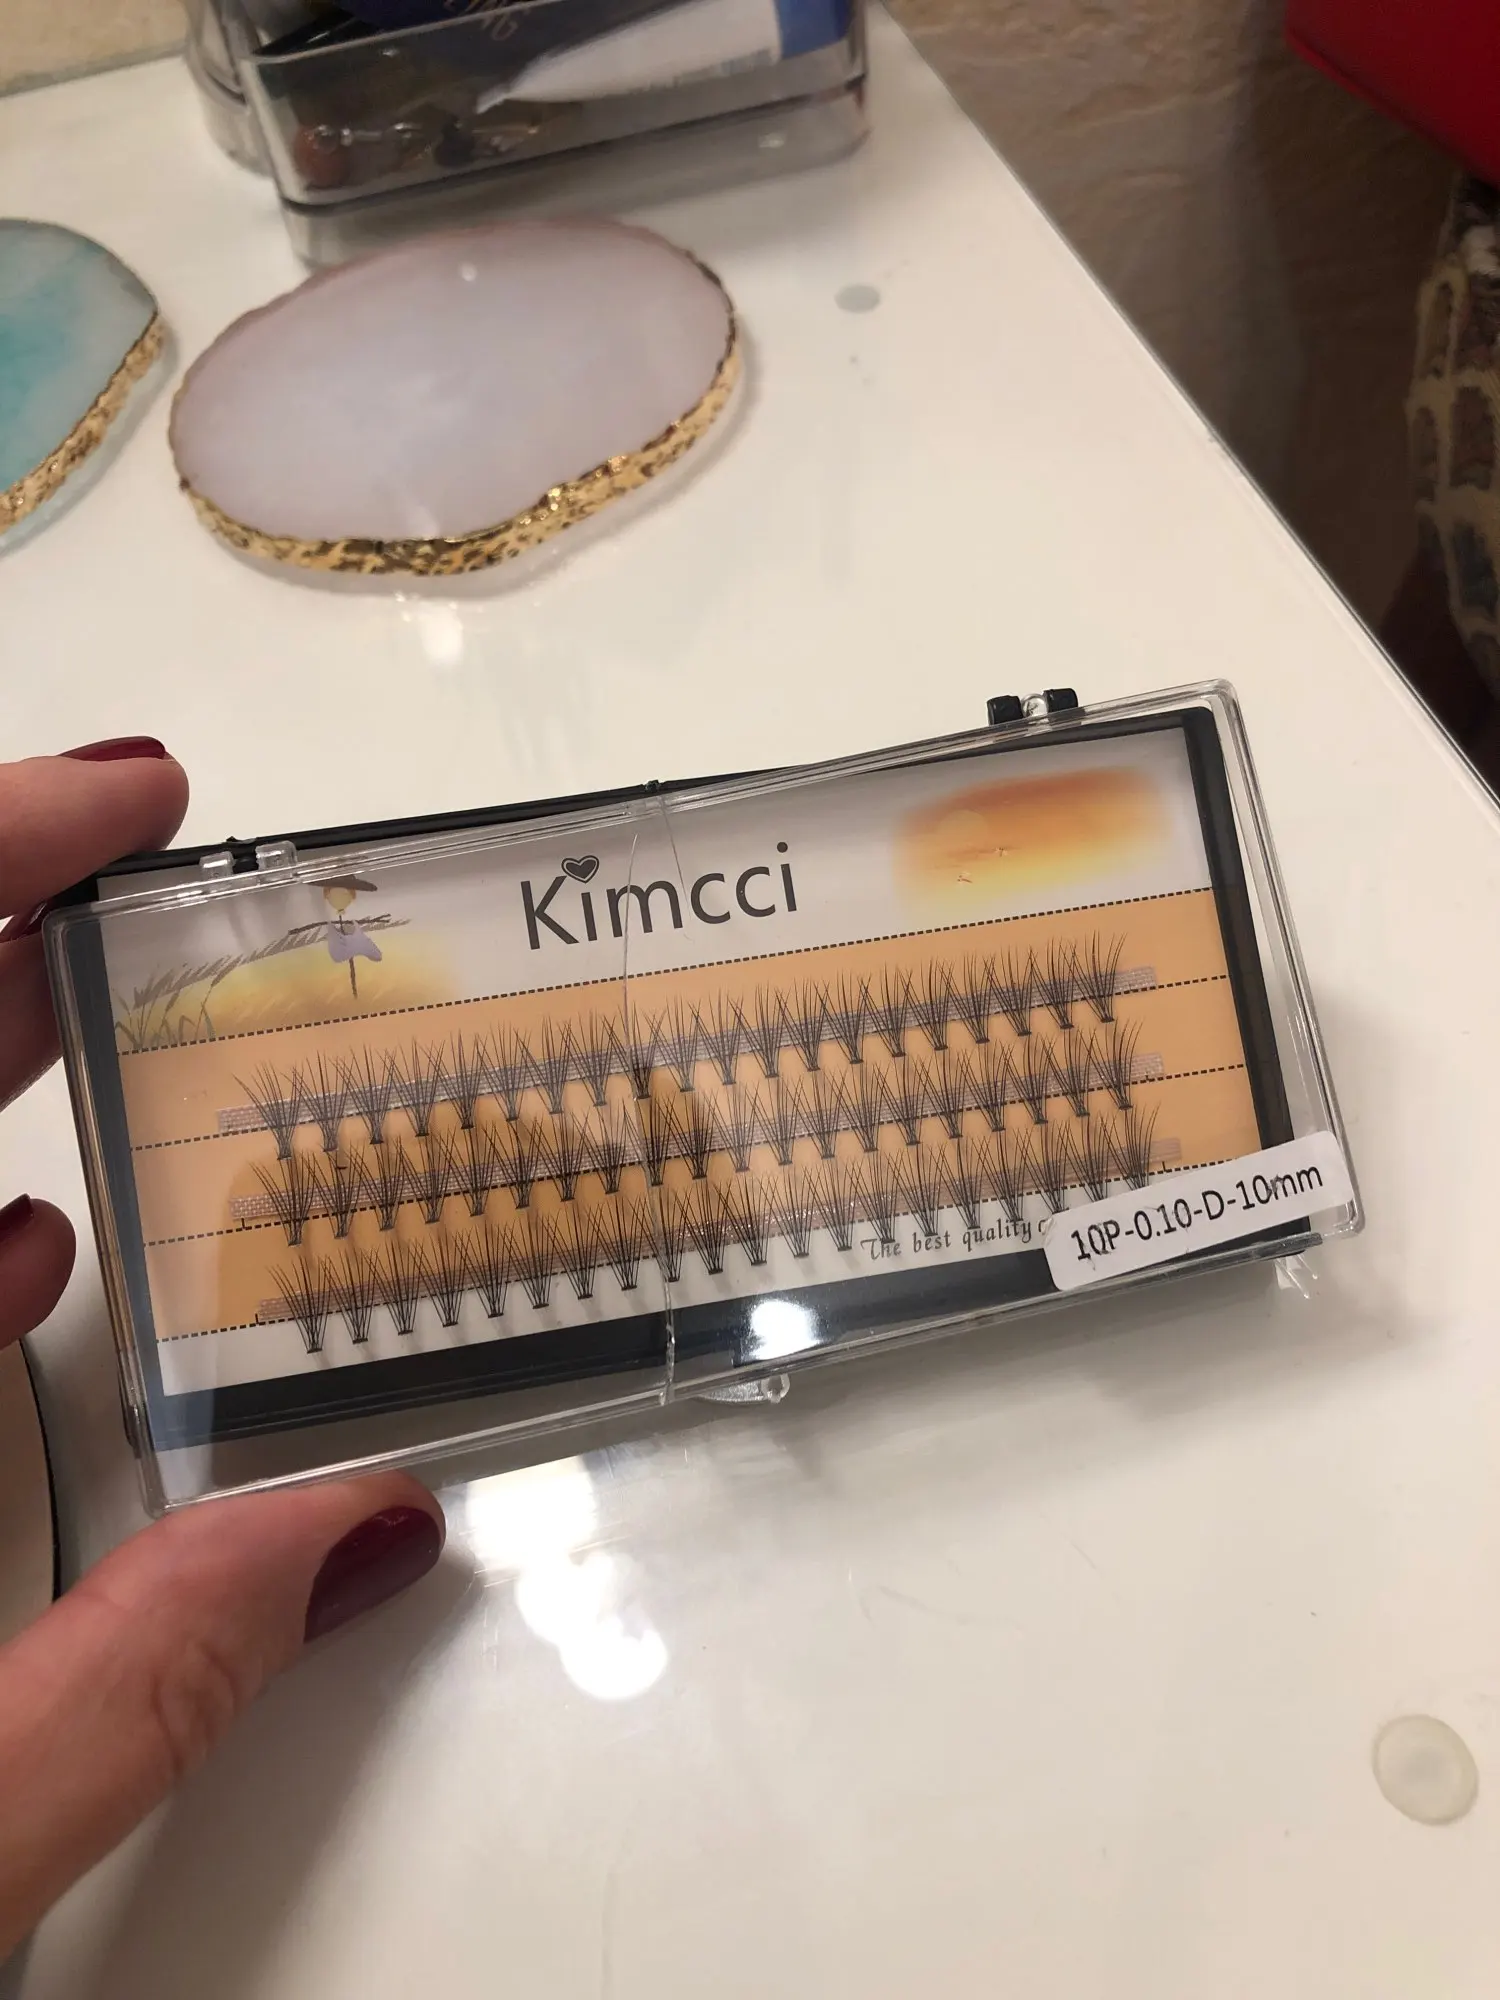 Kimcci
The best quality
10P-0.10-D-10mm